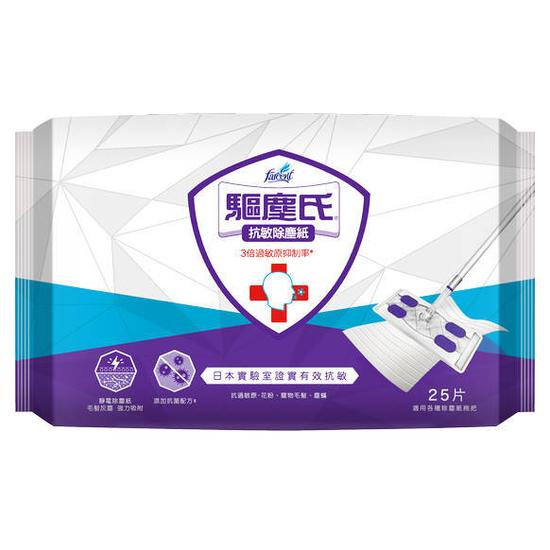 farcent
驅塵氏®
抗敏除塵紙
3倍過敏原抑制率*
日本實驗室證實有效抗敏
抗過敏原、花粉、寵物毛髮、塵蟎
靜電除塵紙
毛髮灰塵 強力吸附
添加抗菌配方
25片
適用各種除塵紙拖把